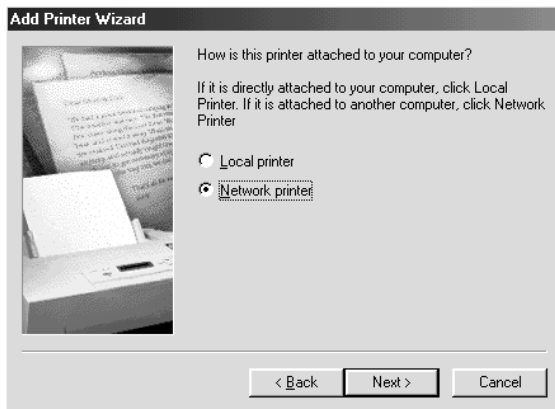 Add Printer Wizard
How is this printer attached to your computer?
If it is directly attached to your computer, click Local
Printer. If it is attached to another computer, click Network
Printer
Local printer
Network printer
< Back
Next >
Cancel